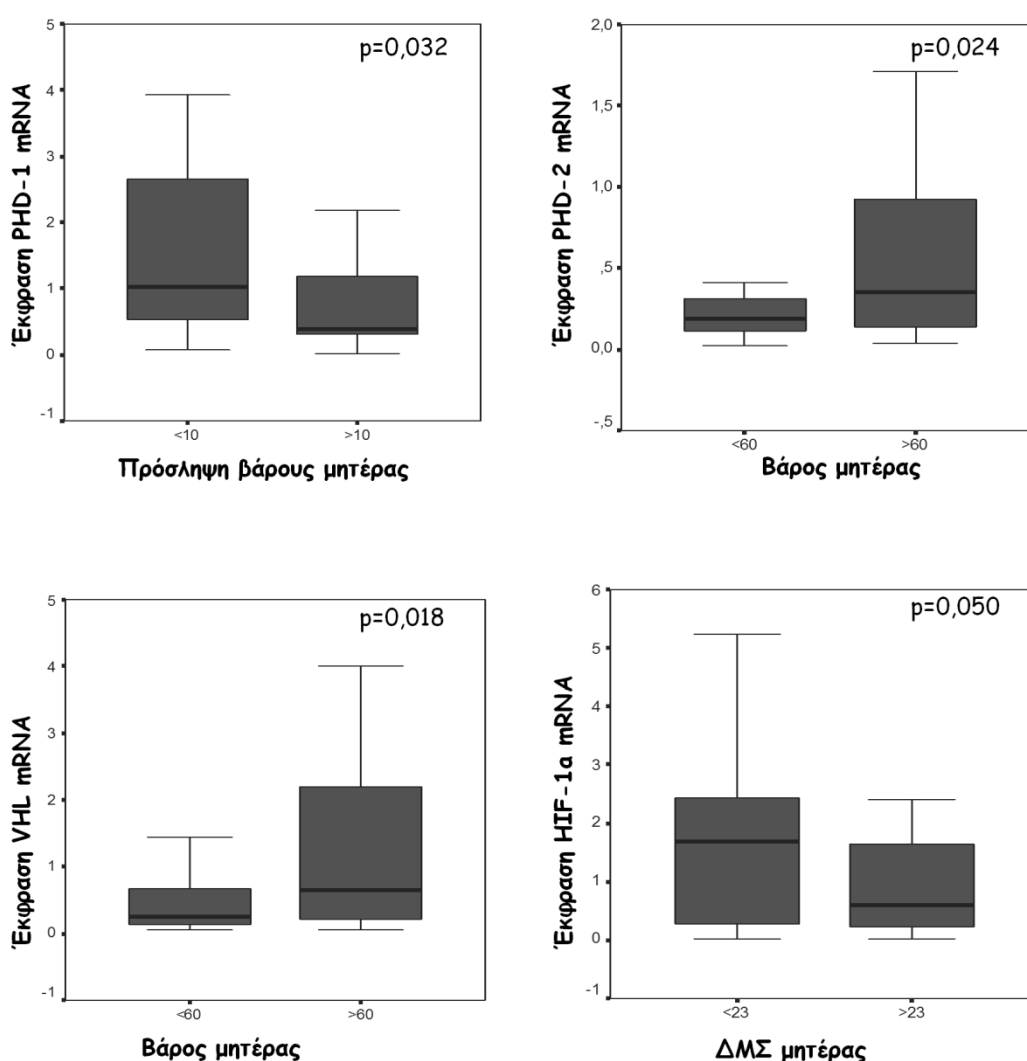 p=0,032
Έκφραση PHD-1 mRNA
5
4
3
2
1
0
-1
<10 >10
Πρόσληψη βάρους μητέρας
p=0,024
Έκφραση PHD-2 mRNA
2,0
1,5
1,0
,5
0,0
-,5
<60 >60
Βάρος μητέρας
p=0,018
Έκφραση VHL mRNA
5
4
3
2
1
0
-1
<60 >60
Βάρος μητέρας
p=0,050
Έκφραση HIF-1a mRNA
6
5
4
3
2
1
0
-1
<23 >23
ΔΜΣ μητέρας